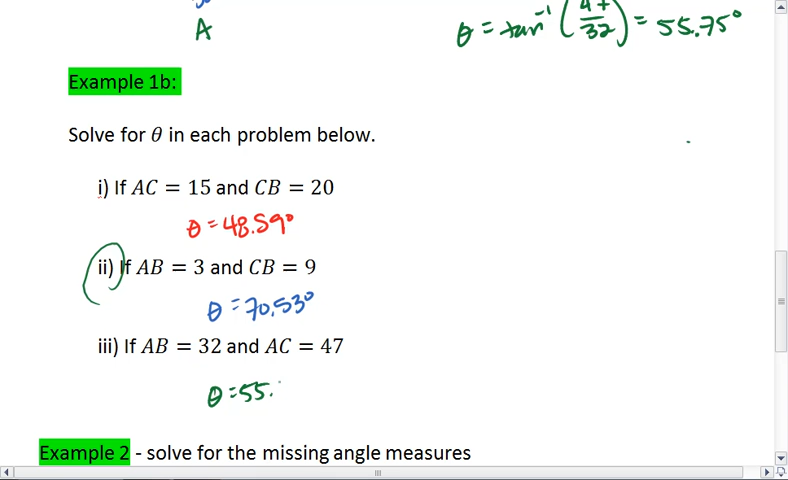 A
θ = tan⁻¹ (47/32) = 55.75°
Example 1b:
Solve for θ in each problem below.
i) If AC = 15 and CB = 20
θ = 48.59°
ii) If AB = 3 and CB = 9
θ = 70.53°
iii) If AB = 32 and AC = 47
θ = 55.
Example 2 - solve for the missing angle measures